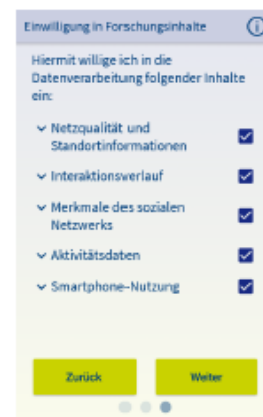 Einwilligung in Forschungsinhalte
Hiermit willige ich in die
Datenverarbeitung folgender Inhalte
ein:
Netzqualität und
Standortinformationen
Interaktionsverlauf
Merkmale des sozialen
Netzwerks
Aktivitätsdaten
Smartphone-Nutzung
Zurück
Weiter